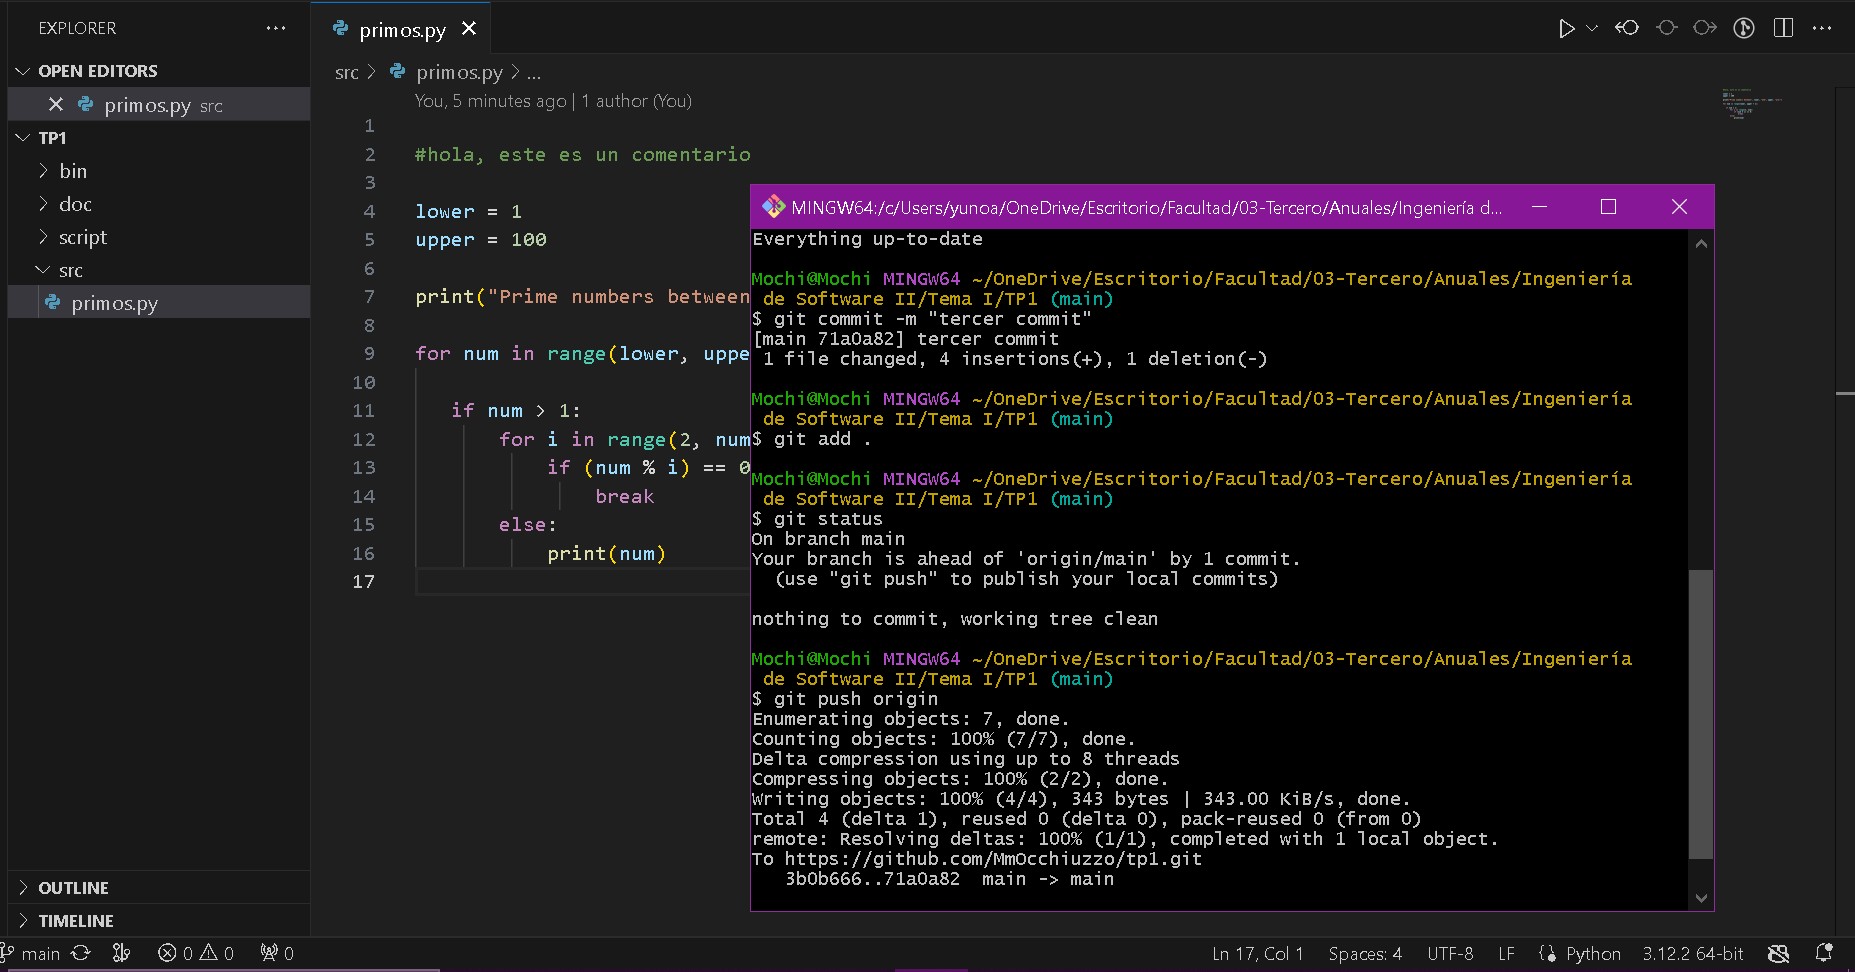 EXPLORER
···
OPEN EDITORS
primos.py src
TP1
bin
doc
script
src
primos.py
OUTLINE
TIMELINE
primos.py
src > primos.py > ...
You, 5 minutes ago | 1 author (You)
1
2 #hola, este es un comentario
3
4 lower = 1
5 upper = 100
6
7 print("Prime numbers between
8
9 for num in range(lower, uppe
10
11 if num > 1:
12 for i in range(2, num
13 if (num % i) == 0
14 break
15 else:
16 print(num)
17
MINGW64:/c/Users/yunoa/OneDrive/Escritorio/Facultad/03-Tercero/Anuales/Ingeniería d...
Everything up-to-date
Mochi@Mochi MINGW64 ~/OneDrive/Escritorio/Facultad/03-Tercero/Anuales/Ingeniería
de Software II/Tema I/TP1 (main)
$ git commit -m "tercer commit"
[main 71a0a82] tercer commit
1 file changed, 4 insertions(+), 1 deletion(-)
Mochi@Mochi MINGW64 ~/OneDrive/Escritorio/Facultad/03-Tercero/Anuales/Ingeniería
de Software II/Tema I/TP1 (main)
$ git add .
Mochi@Mochi MINGW64 ~/OneDrive/Escritorio/Facultad/03-Tercero/Anuales/Ingeniería
de Software II/Tema I/TP1 (main)
$ git status
On branch main
Your branch is ahead of 'origin/main' by 1 commit.
(use "git push" to publish your local commits)
nothing to commit, working tree clean
Mochi@Mochi MINGW64 ~/OneDrive/Escritorio/Facultad/03-Tercero/Anuales/Ingeniería
de Software II/Tema I/TP1 (main)
$ git push origin
Enumerating objects: 7, done.
Counting objects: 100% (7/7), done.
Delta compression using up to 8 threads
Compressing objects: 100% (2/2), done.
Writing objects: 100% (4/4), 343 bytes | 343.00 KiB/s, done.
Total 4 (delta 1), reused 0 (delta 0), pack-reused 0 (from 0)
remote: Resolving deltas: 100% (1/1), completed with 1 local object.
To https://github.com/MmOcchiuzzo/tp1.git
3b0b666..71a0a82 main -> main
main 0 0 0 Ln 17, Col 1 Spaces: 4 UTF-8 LF Python 3.12.2 64-bit